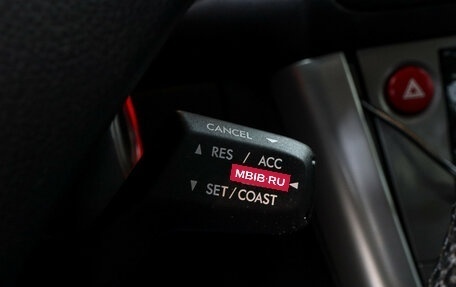 CANCEL
RES / ACC
MBIB·RU
SET/COAST